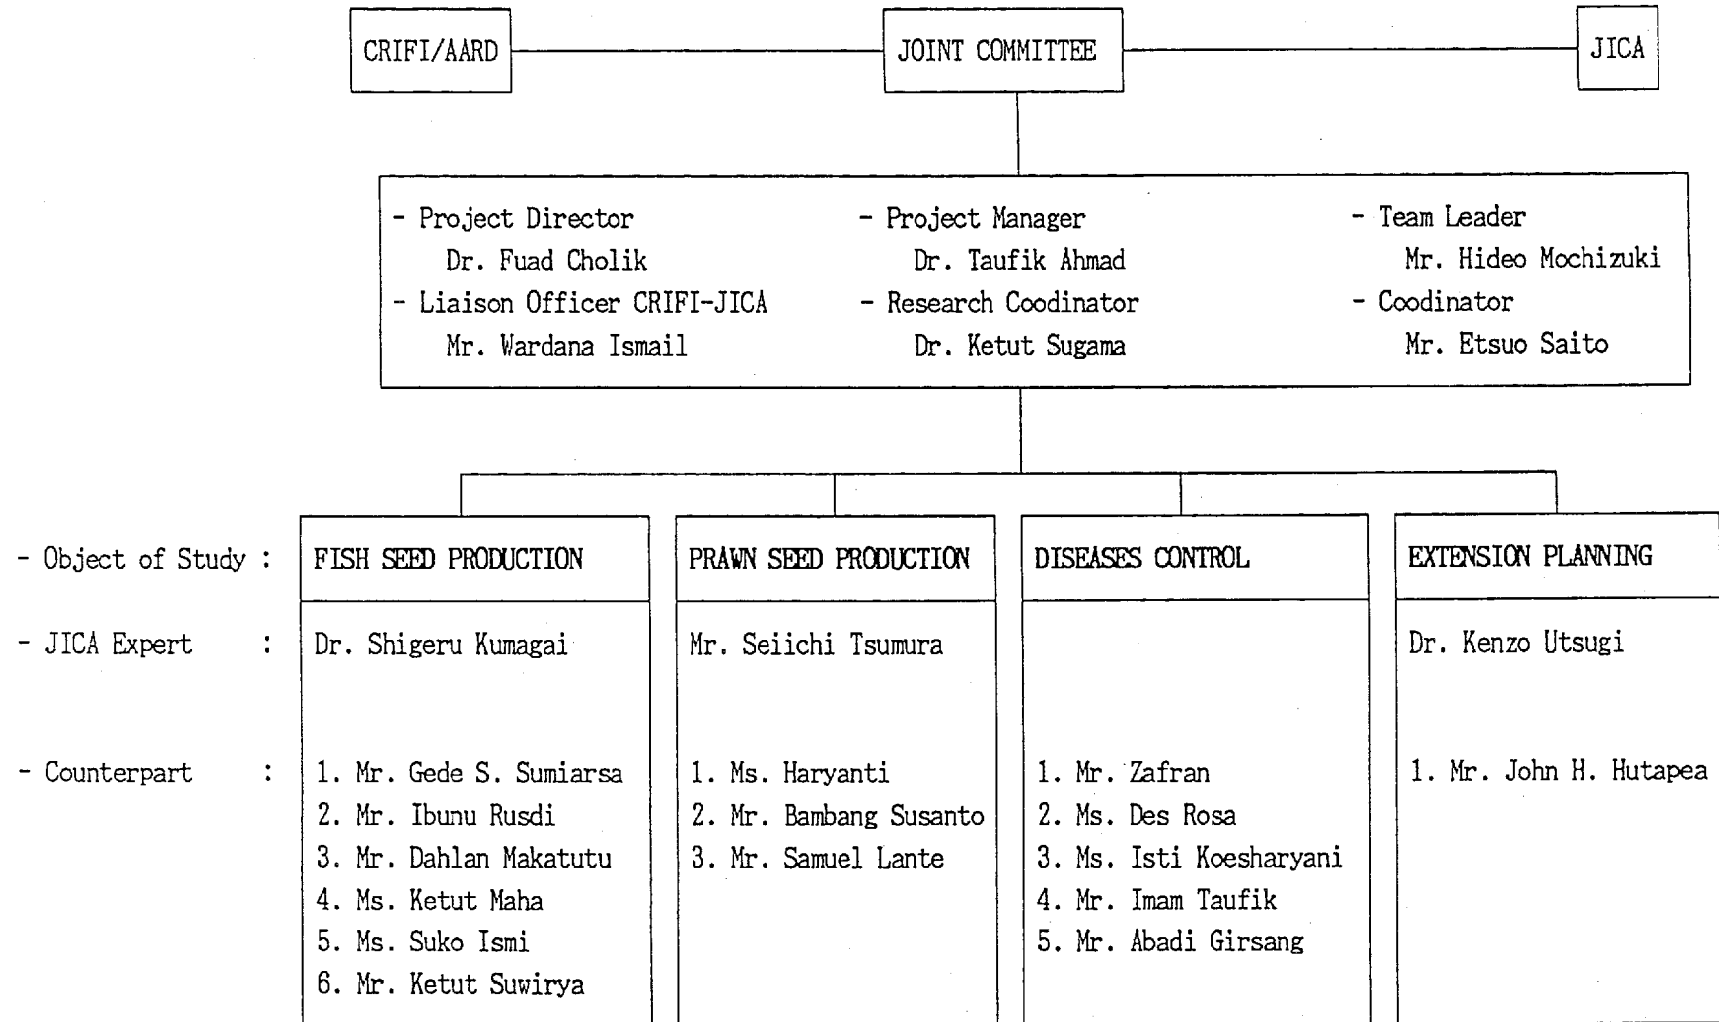 CRIFI/AARD JOINT COMMITTEE JICA
- Project Director - Project Manager - Team Leader
Dr. Fuad Cholik Dr. Taufik Ahmad Mr. Hideo Mochizuki
- Liaison Officer CRIFI-JICA - Research Coodinator - Coodinator
Mr. Wardana Ismail Dr. Ketut Sugama Mr. Etsuo Saito
- Object of Study : FISH SEED PRODUCTION PRAWN SEED PRODUCTION DISEASES CONTROL EXTENSION PLANNING
- JICA Expert : Dr. Shigeru Kumagai Mr. Seiichi Tsumura Dr. Kenzo Utsugi
- Counterpart : 1. Mr. Gede S. Sumiarsa 1. Ms. Haryanti 1. Mr. Zafran 1. Mr. John H. Hutapea
2. Mr. Ibunu Rusdi 2. Mr. Bambang Susanto 2. Ms. Des Rosa
3. Mr. Dahlan Makatutu 3. Mr. Samuel Lante 3. Ms. Isti Koesharyani
4. Ms. Ketut Maha 4. Mr. Imam Taufik
5. Ms. Suko Ismi 5. Mr. Abadi Girsang
6. Mr. Ketut Suwirya